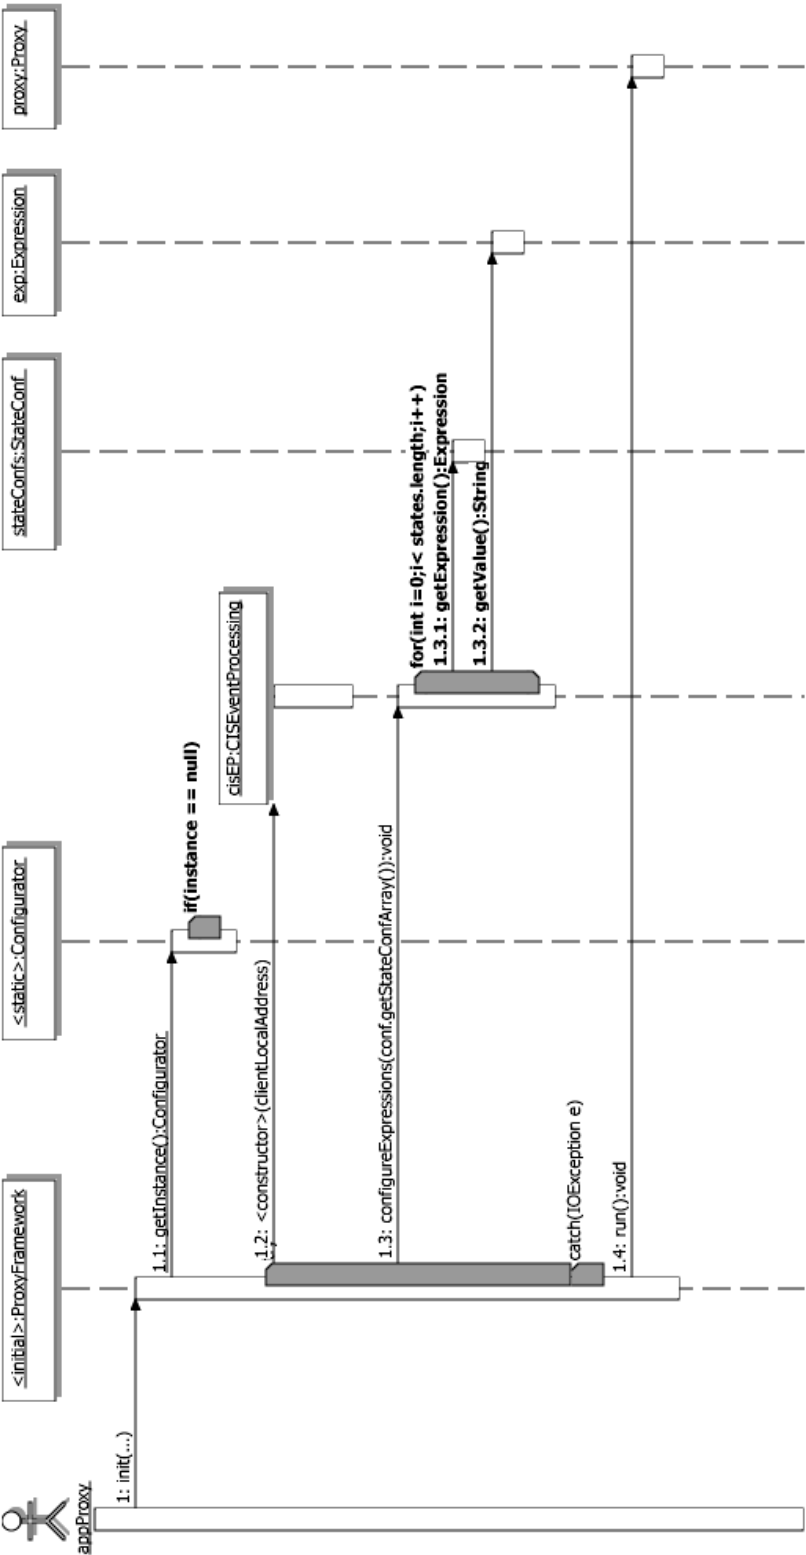 appProxy
<initial>:ProxyFramework
<static>:Configurator
stateConfs:StateConf
exp:Expression
proxy:Proxy
1: init(...)
1.1: getInstance():Configurator
if(instance == null)
cisEP:CISEventProcessing
1.2: <constructor>(clientLocalAddress)
1.3: configureExpressions(conf.getStateConfArray()):void
for(int i=0;i< states.length;i++)
1.3.1: getExpression():Expression
1.3.2: getValue():String
catch(IOException e)
1.4: run():void